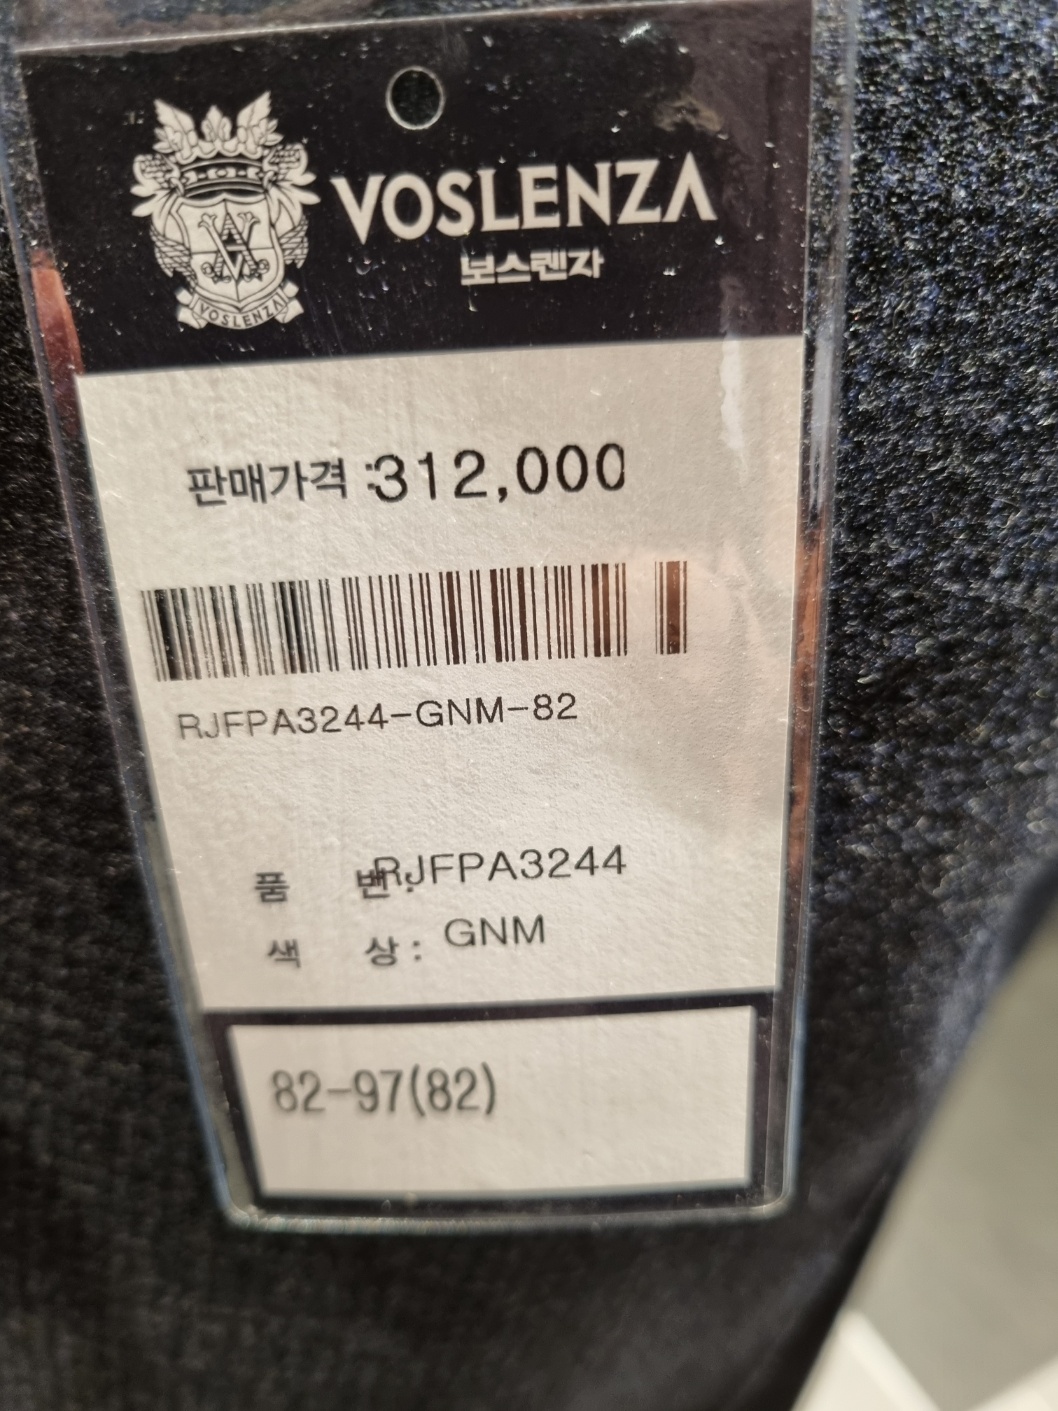 VOSLENZA
보스렌자
VOSLENZA
판매가격 :312,000
RJFPA3244-GNM-82
품 번: RJFPA3244
색 상: GNM
82-97(82)